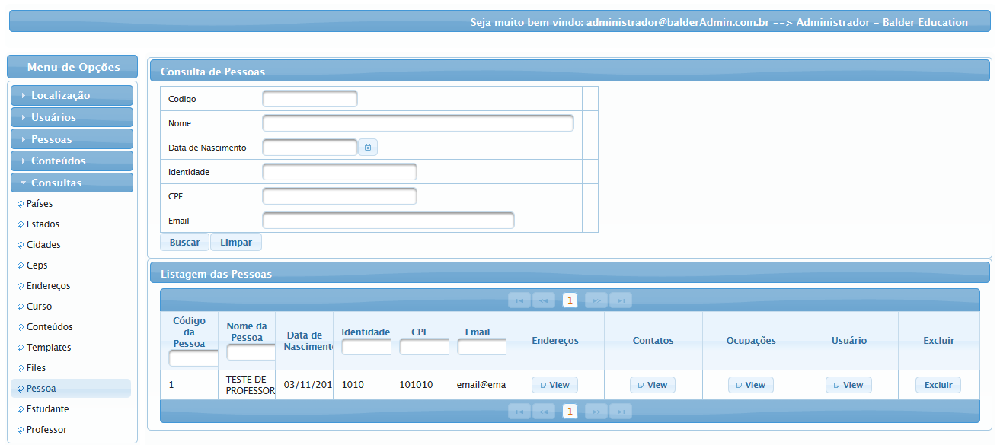 Seja muito bem vindo: administrador@balderAdmin.com.br --> Administrador - Balder Education
Menu de Opções
Localização
Usuários
Pessoas
Conteúdos
Consultas
Países
Estados
Cidades
Ceps
Endereços
Curso
Conteúdos
Templates
Files
Pessoa
Estudante
Professor
Consulta de Pessoas
Codigo
Nome
Data de Nascimento
Identidade
CPF
Email
Buscar Limpar
Listagem das Pessoas
1
Código da Pessoa Nome da Pessoa Data de Nascimento Identidade CPF Email Endereços Contatos Ocupações Usuário Excluir
1 TESTE DE PROFESSOR 03/11/201 1010 101010 email@ema View View View View Excluir
1